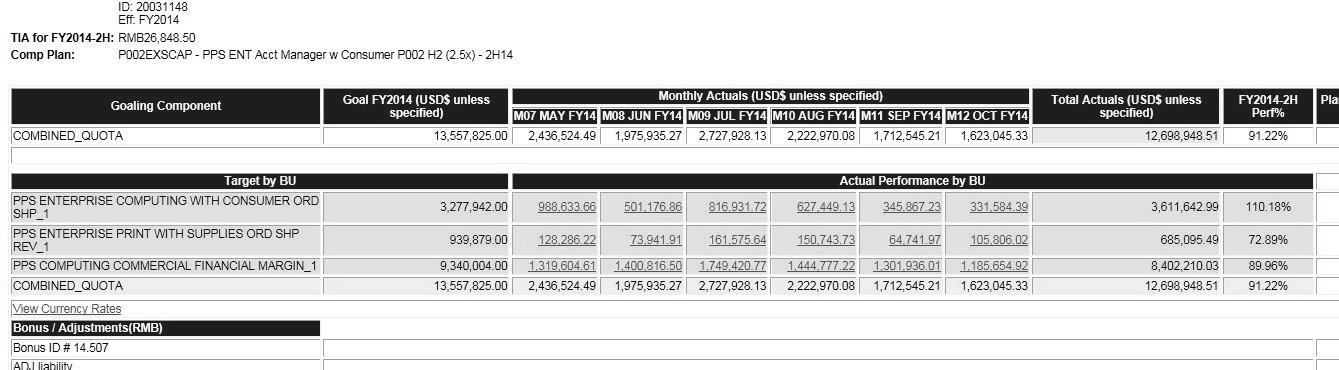 ID: 20031148
Eff: FY2014
TIA for FY2014-2H: RMB26,848.50
Comp Plan: P002EXSCAP - PPS ENT Acct Manager w Consumer P002 H2 (2.5x) - 2H14
Goaling Component Goal FY2014 (USD$ unless specified) Monthly Actuals (USD$ unless specified) Total Actuals (USD$ unless specified) FY2014-2H Perf% Pla
M07 MAY FY14 M08 JUN FY14 M09 JUL FY14 M10 AUG FY14 M11 SEP FY14 M12 OCT FY14
COMBINED_QUOTA 13,557,825.00 2,436,524.49 1,975,935.27 2,727,928.13 2,222,970.08 1,712,545.21 1,623,045.33 12,698,948.51 91.22%
Target by BU Actual Performance by BU
PPS ENTERPRISE COMPUTING WITH CONSUMER ORD
SHP_1 3,277,942.00 988,633.66 501,176.86 816,931.72 627,449.13 345,867.23 331,584.39 3,611,642.99 110.18%
PPS ENTERPRISE PRINT WITH SUPPLIES ORD SHP
REV_1 939,879.00 128,286.22 73,941.91 161,575.64 150,743.73 64,741.97 105,806.02 685,095.49 72.89%
PPS COMPUTING COMMERCIAL FINANCIAL MARGIN_1 9,340,004.00 1,319,604.61 1,400,816.50 1,749,420.77 1,444,777.22 1,301,936.01 1,185,654.92 8,402,210.03 89.96%
COMBINED_QUOTA 13,557,825.00 2,436,524.49 1,975,935.27 2,727,928.13 2,222,970.08 1,712,545.21 1,623,045.33 12,698,948.51 91.22%
View Currency Rates
Bonus / Adjustments(RMB)
Bonus ID # 14.507
ADJ liability